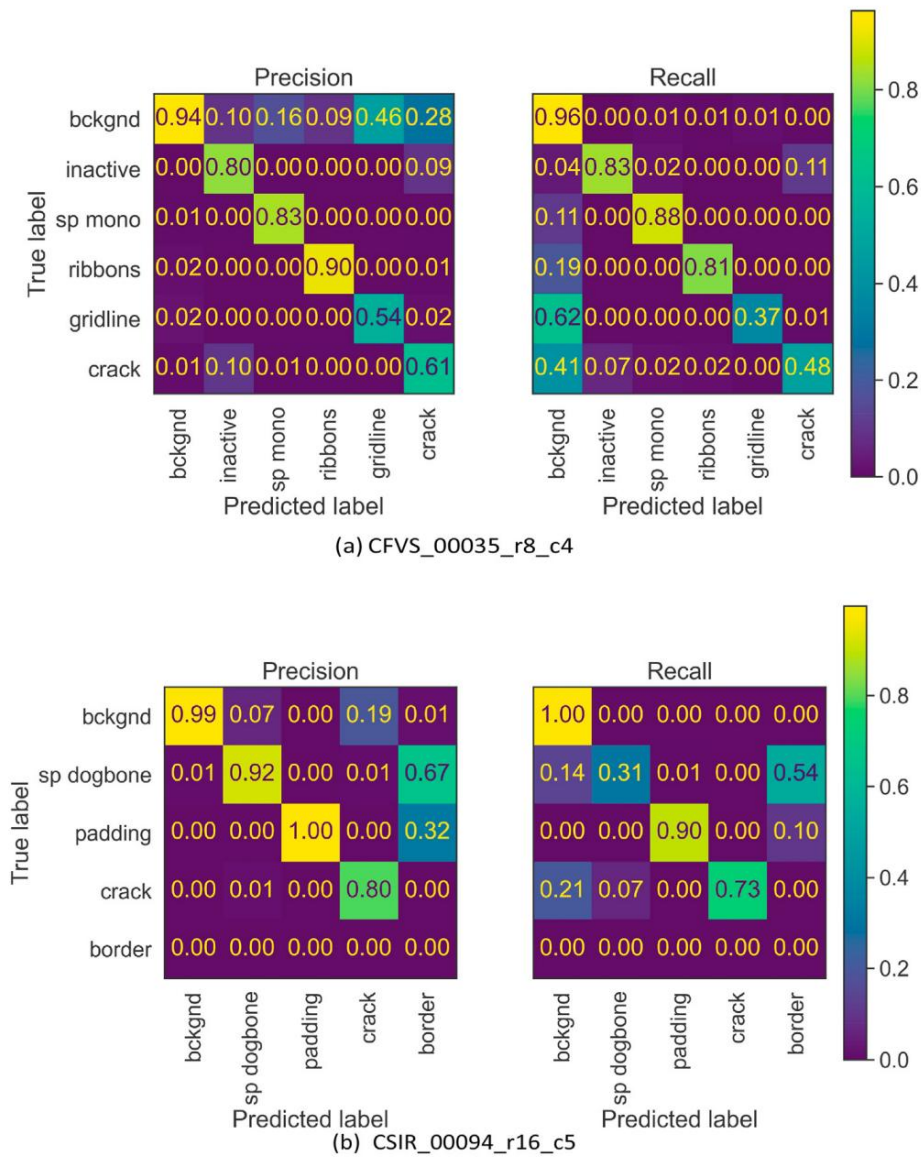 Precision Recall
True label
bckgnd 0.94 0.10 0.16 0.09 0.46 0.28 0.96 0.00 0.01 0.01 0.01 0.00 0.8
inactive 0.00 0.80 0.00 0.00 0.00 0.09 0.04 0.83 0.02 0.00 0.00 0.11
sp mono 0.01 0.00 0.83 0.00 0.00 0.00 0.11 0.00 0.88 0.00 0.00 0.00 0.6
ribbons 0.02 0.00 0.00 0.90 0.00 0.01 0.19 0.00 0.00 0.81 0.00 0.00 0.4
gridline 0.02 0.00 0.00 0.00 0.54 0.02 0.62 0.00 0.00 0.00 0.37 0.01 0.2
crack 0.01 0.10 0.01 0.00 0.00 0.61 0.41 0.07 0.02 0.02 0.00 0.48
bckgnd inactive sp mono ribbons gridline crack bckgnd inactive sp mono ribbons gridline crack 0.0
Predicted label Predicted label
(a) CFVS_00035_r8_c4
Precision Recall
True label
bckgnd 0.99 0.07 0.00 0.19 0.01 1.00 0.00 0.00 0.00 0.00 0.8
sp dogbone 0.01 0.92 0.00 0.01 0.67 0.14 0.31 0.01 0.00 0.54 0.6
padding 0.00 0.00 1.00 0.00 0.32 0.00 0.00 0.90 0.00 0.10 0.4
crack 0.00 0.01 0.00 0.80 0.00 0.21 0.07 0.00 0.73 0.00
border 0.00 0.00 0.00 0.00 0.00 0.00 0.00 0.00 0.00 0.00 0.2
bckgnd sp dogbone padding crack border bckgnd sp dogbone padding crack border 0.0
Predicted label Predicted label
(b) CSIR_00094_r16_c5